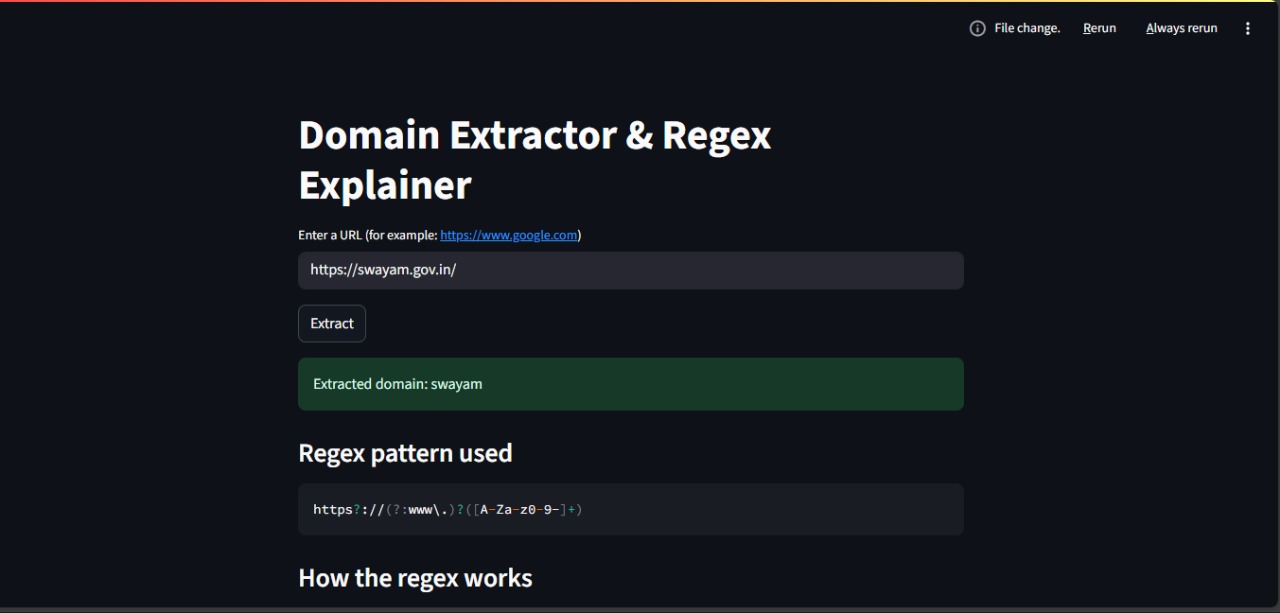 File change. Rerun Always rerun
Domain Extractor & Regex
Explainer
Enter a URL (for example: https://www.google.com)
https://swayam.gov.in/
Extract
Extracted domain: swayam
Regex pattern used
https?://(?:www\.)?([A-Za-z0-9-]+)
How the regex works